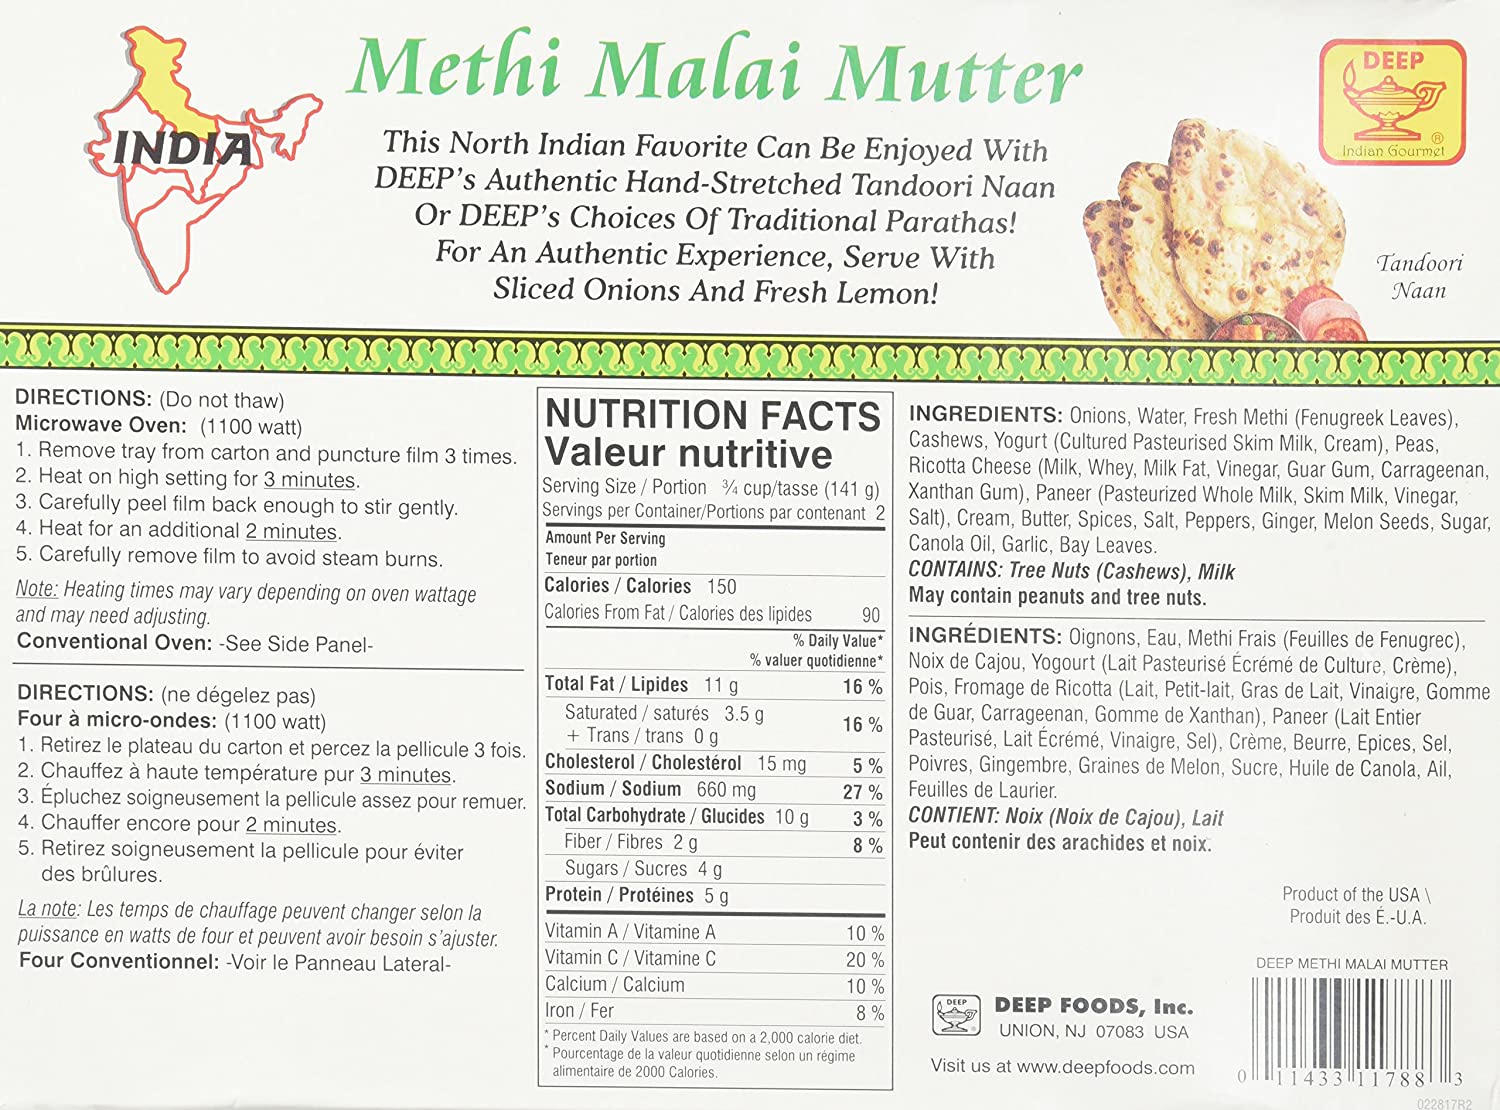 INDIA
Methi Malai Mutter
This North Indian Favorite Can Be Enjoyed With
DEEP's Authentic Hand-Stretched Tandoori Naan
Or DEEP's Choices Of Traditional Parathas!
For An Authentic Experience, Serve With
Sliced Onions And Fresh Lemon!
DEEP
®
Indian Gourmet
Tandoori
Naan
DIRECTIONS: (Do not thaw)
Microwave Oven: (1100 watt)
1. Remove tray from carton and puncture film 3 times.
2. Heat on high setting for 3 minutes.
3. Carefully peel film back enough to stir gently.
4. Heat for an additional 2 minutes.
5. Carefully remove film to avoid steam burns.
Note: Heating times may vary depending on oven wattage
and may need adjusting.
Conventional Oven: -See Side Panel-
DIRECTIONS: (ne dégelez pas)
Four à micro-ondes: (1100 watt)
1. Retirez le plateau du carton et percez la pellicule 3 fois.
2. Chauffez à haute température pur 3 minutes.
3. Épluchez soigneusement la pellicule assez pour remuer.
4. Chauffer encore pour 2 minutes.
5. Retirez soigneusement la pellicule pour éviter
des brûlures.
La note: Les temps de chauffage peuvent changer selon la
puissance en watts de four et peuvent avoir besoin s'ajuster.
Four Conventionnel: -Voir le Panneau Lateral-
NUTRITION FACTS
Valeur nutritive
Serving Size / Portion ¾ cup/tasse (141 g)
Servings per Container/Portions par contenant 2
Amount Per Serving
Teneur par portion
Calories / Calories 150
Calories From Fat / Calories des lipides 90
% Daily Value*
% valuer quotidienne*
Total Fat / Lipides 11 g 16 %
Saturated / saturés 3.5 g
+ Trans / trans 0 g 16 %
Cholesterol / Cholestérol 15 mg 5 %
Sodium / Sodium 660 mg 27 %
Total Carbohydrate / Glucides 10 g 3 %
Fiber / Fibres 2 g 8 %
Sugars / Sucres 4 g
Protein / Protéines 5 g
Vitamin A / Vitamine A 10 %
Vitamin C / Vitamine C 20 %
Calcium / Calcium 10 %
Iron / Fer 8 %
* Percent Daily Values are based on a 2,000 calorie diet.
* Pourcentage de la valeur quotidienne selon un régime
alimentaire de 2000 Calories.
INGREDIENTS: Onions, Water, Fresh Methi (Fenugreek Leaves),
Cashews, Yogurt (Cultured Pasteurised Skim Milk, Cream), Peas,
Ricotta Cheese (Milk, Whey, Milk Fat, Vinegar, Guar Gum, Carrageenan,
Xanthan Gum), Paneer (Pasteurized Whole Milk, Skim Milk, Vinegar,
Salt), Cream, Butter, Spices, Salt, Peppers, Ginger, Melon Seeds, Sugar,
Canola Oil, Garlic, Bay Leaves.
CONTAINS: Tree Nuts (Cashews), Milk
May contain peanuts and tree nuts.
INGRÉDIENTS: Oignons, Eau, Methi Frais (Feuilles de Fenugrec),
Noix de Cajou, Yogourt (Lait Pasteurisé Écrémé de Culture, Crème),
Pois, Fromage de Ricotta (Lait, Petit-lait, Gras de Lait, Vinaigre, Gomme
de Guar, Carrageenan, Gomme de Xanthan), Paneer (Lait Entier
Pasteurisé, Lait Écrémé, Vinaigre, Sel), Crème, Beurre, Epices, Sel,
Poivres, Gingembre, Graines de Melon, Sucre, Huile de Canola, Ail,
Feuilles de Laurier.
CONTIENT: Noix (Noix de Cajou), Lait
Peut contenir des arachides et noix.
Product of the USA \
Produit des É.-U.A.
DEEP METHI MALAI MUTTER
DEEP
DEEP FOODS, Inc.
UNION, NJ 07083 USA
Visit us at www.deepfoods.com
0 11433 11788 3
022817R2